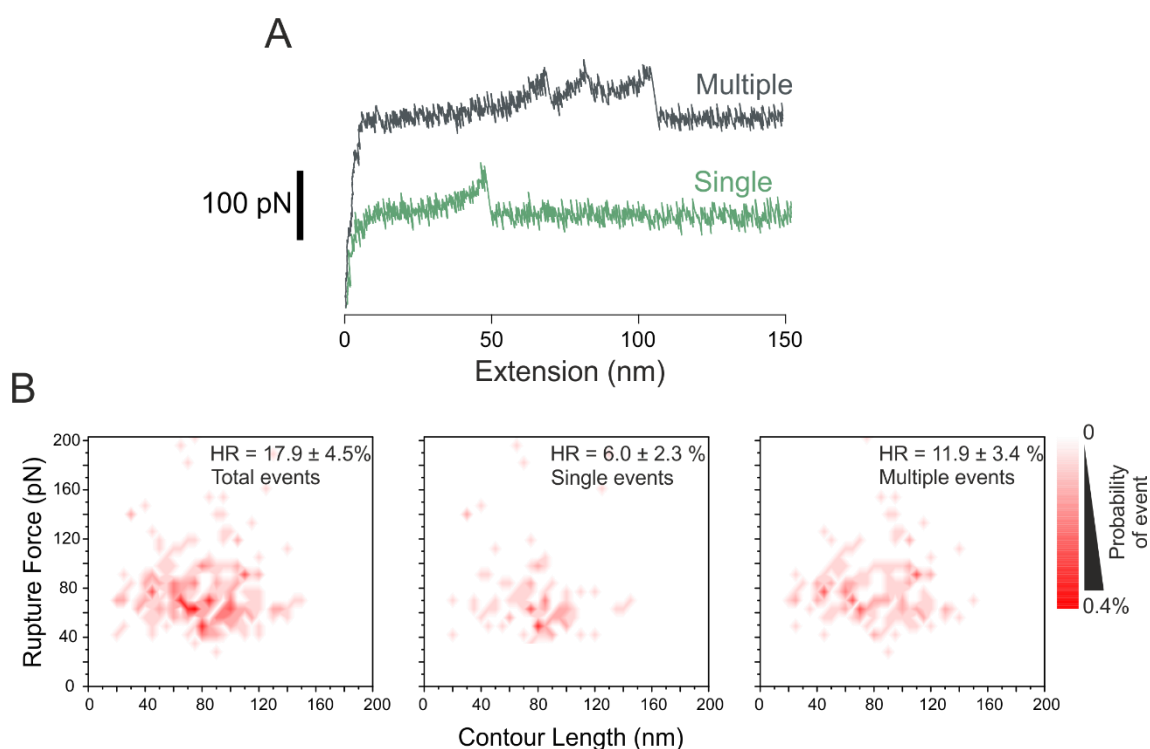 A
Multiple
Single
100 pN
0 50 100 150
Extension (nm)
B
Rupture Force (pN)
200
160
120
80
40
0
HR = 17.9 ± 4.5%
Total events
0 40 80 120 160 200
HR = 6.0 ± 2.3 %
Single events
0 40 80 120 160 200
HR = 11.9 ± 3.4 %
Multiple events
0 40 80 120 160 200
Contour Length (nm)
0
Probability
of event
0.4%